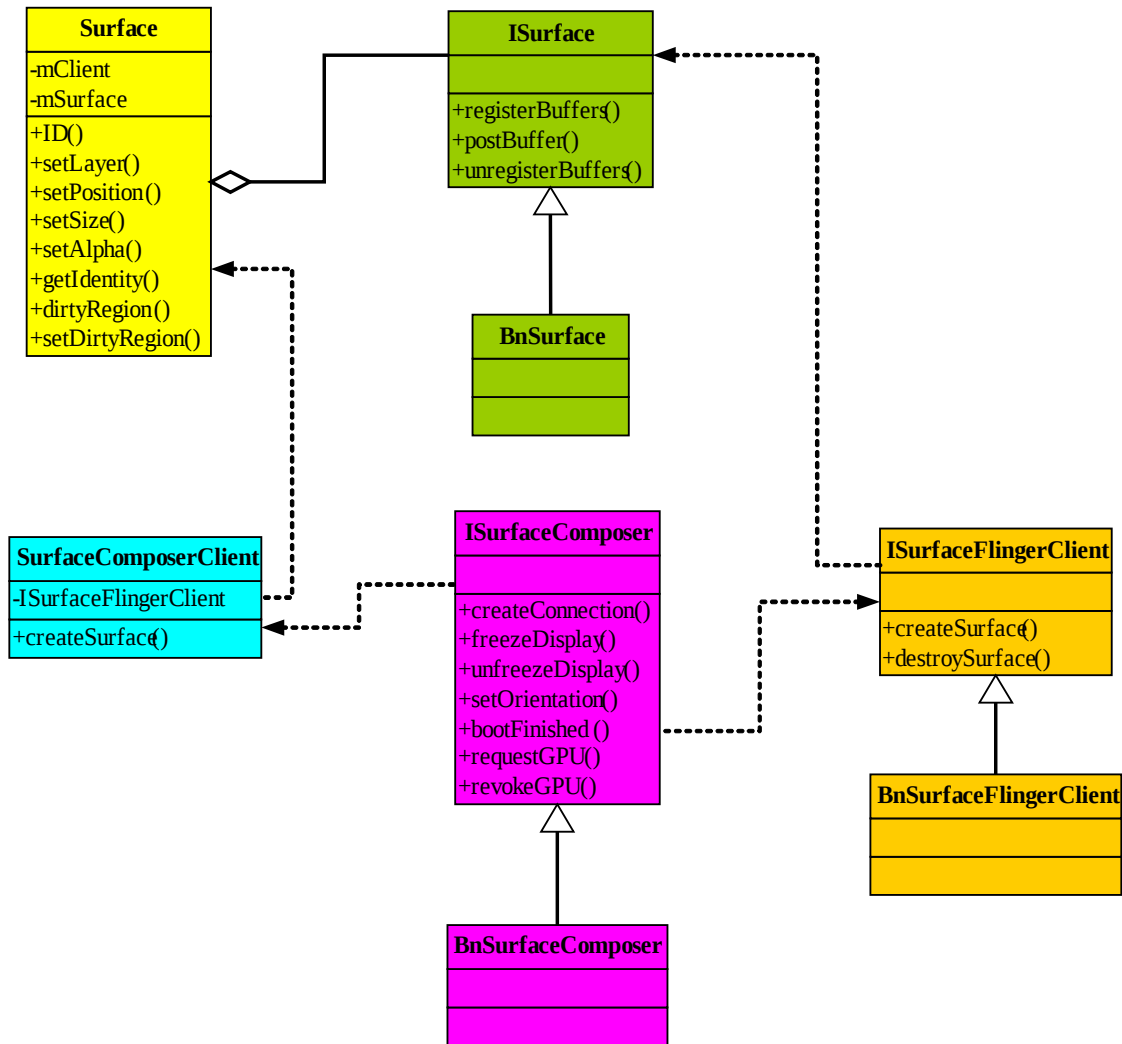 Surface
-mClient
-mSurface
+ID()
+setLayer()
+setPosition()
+setSize()
+setAlpha()
+getIdentity()
+dirtyRegion()
+setDirtyRegion()
ISurface
+registerBuffers()
+postBuffer()
+unregisterBuffers()
BnSurface
SurfaceComposerClient
-ISurfaceFlingerClient
+createSurface()
ISurfaceComposer
+createConnection()
+freezeDisplay()
+unfreezeDisplay()
+setOrientation()
+bootFinished ()
+requestGPU()
+revokeGPU()
ISurfaceFlingerClient
+createSurface()
+destroySurface()
BnSurfaceFlingerClient
BnSurfaceComposer